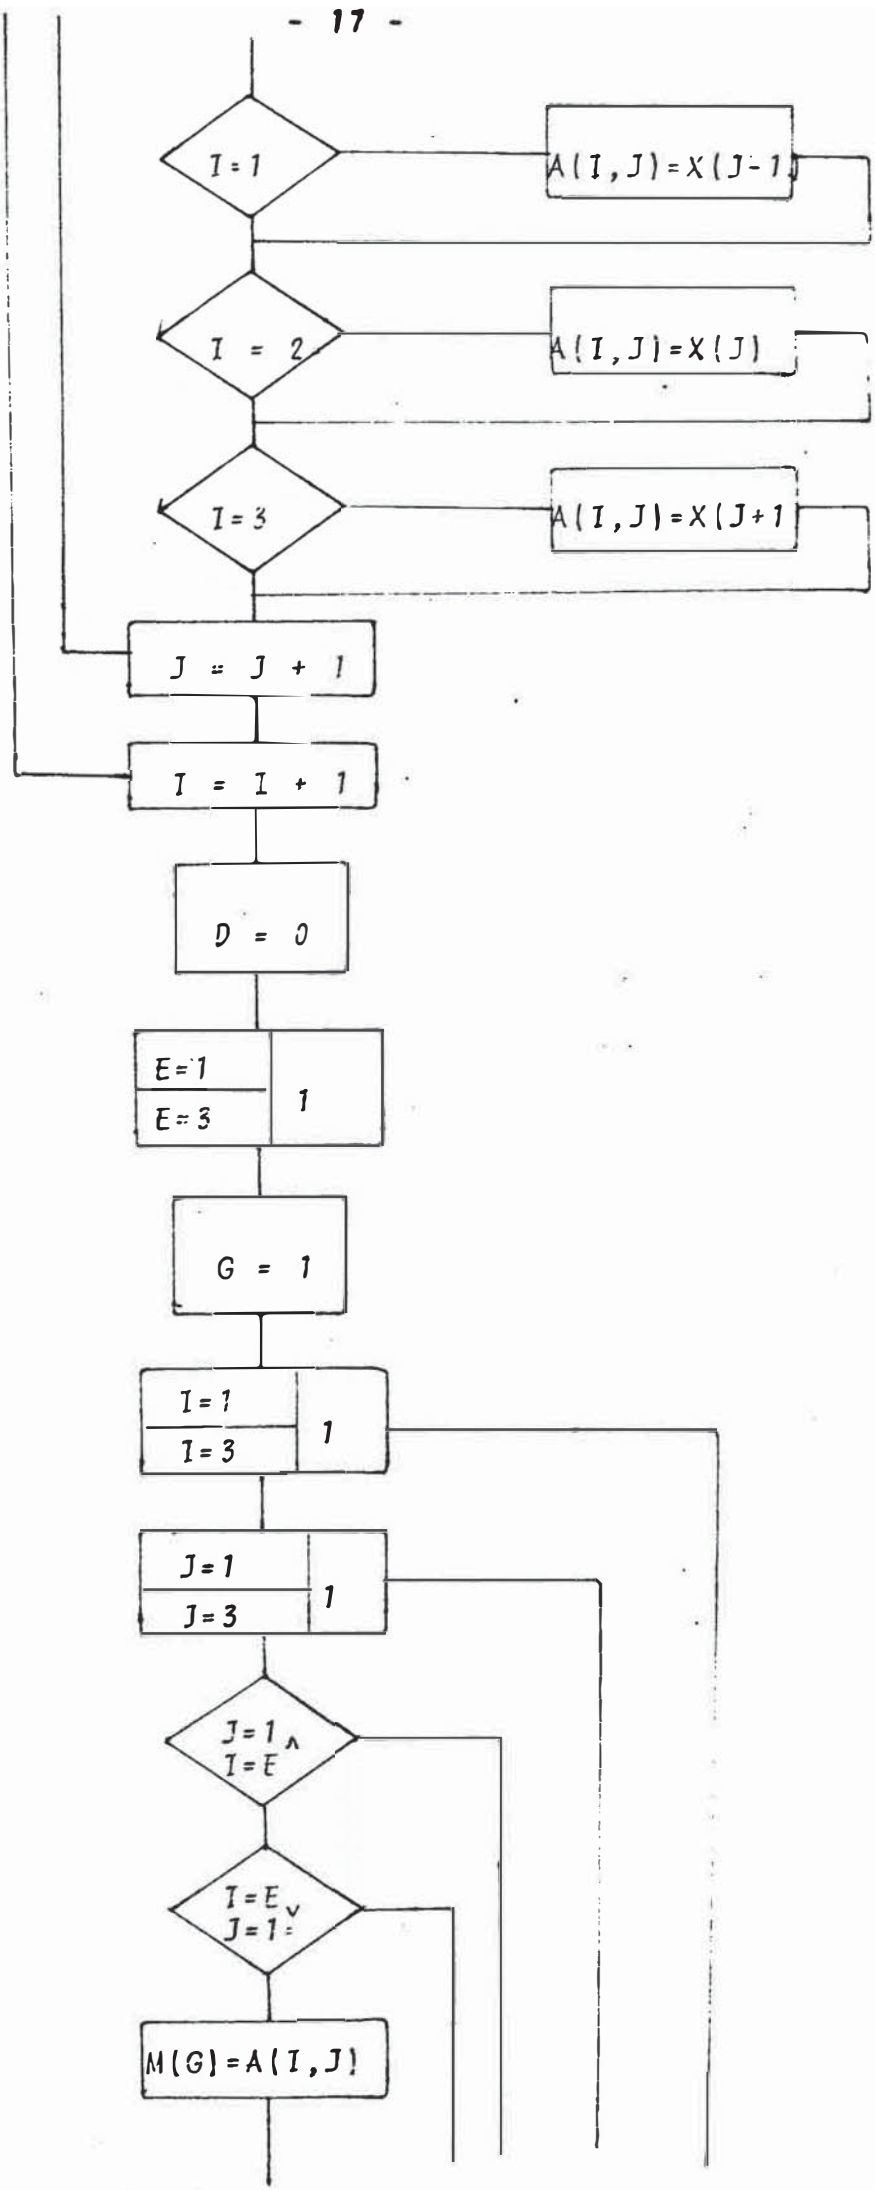 - 17 -
I=1
A(I,J)=X(J-1)
I = 2
A(I,J)=X(J)
I=3
A(I,J)=X(J+1
J = J + 1
I = I + 1
D = 0
E=1
E=3
1
G = 1
I=1
I=3
1
J=1
J=3
1
J=1 ∧
I=E
I=E ∨
J=1=
M(G)=A(I,J)